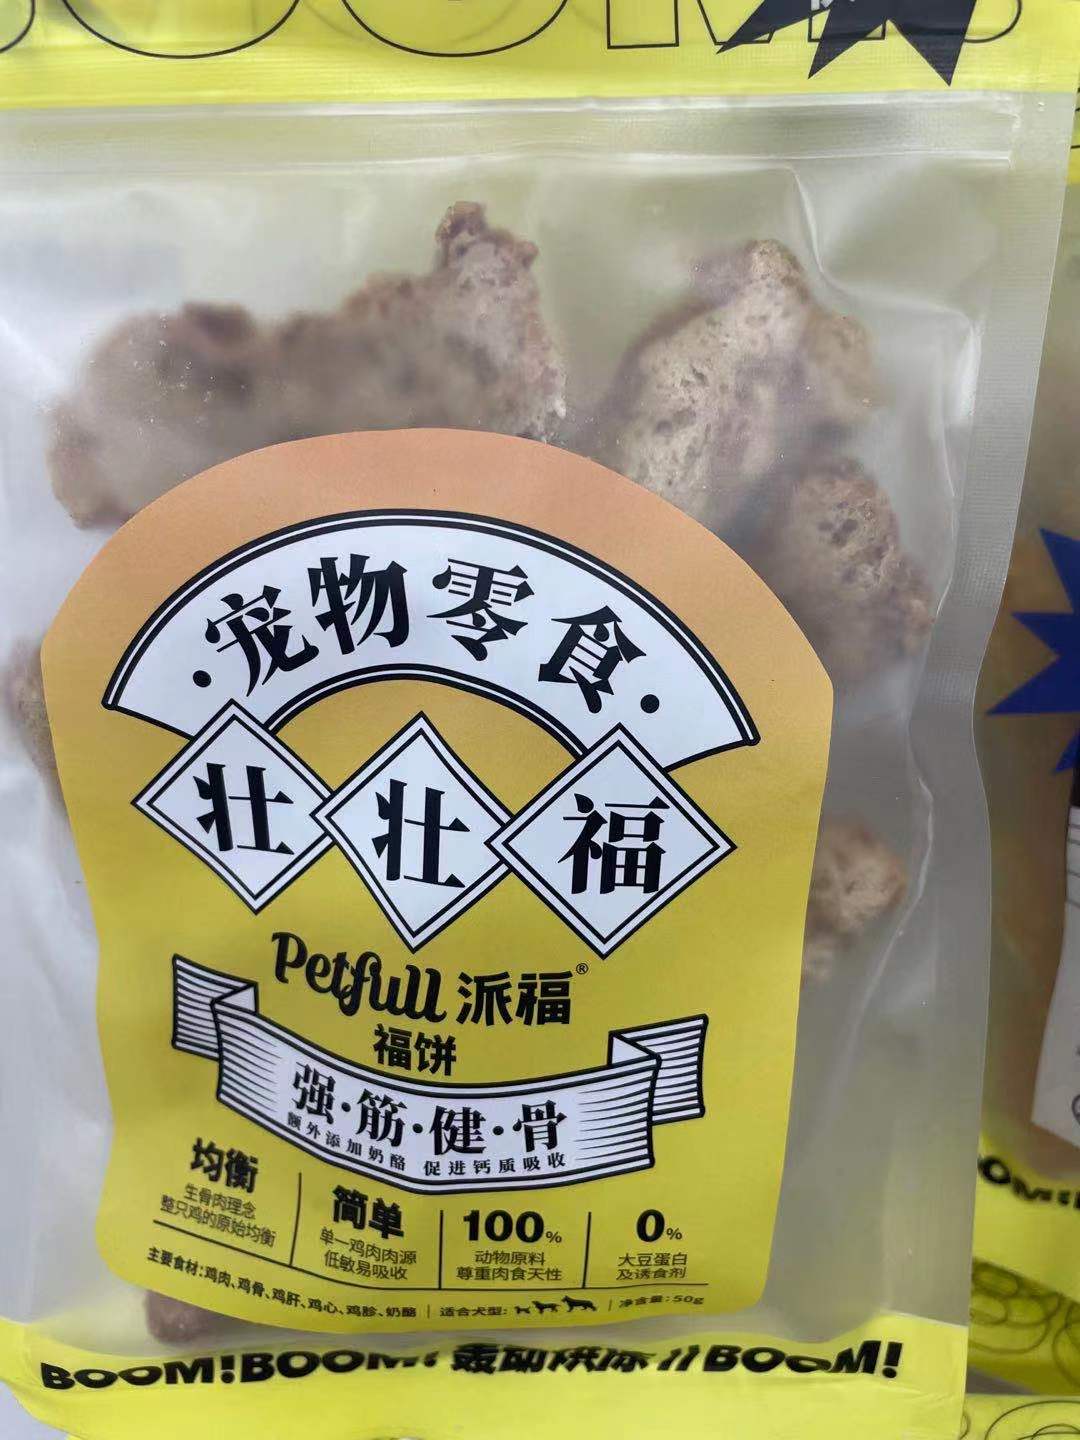 ·宠物零食·
壮壮福
Petfull 派福®
福饼
强·筋·健·骨
额外添加奶酪 促进钙质吸收
均衡
生骨肉理念
整只鸡的原始均衡
简单
单一鸡肉肉源
低敏易吸收
100%
动物原料
尊重肉食天性
0%
大豆蛋白
及诱食剂
主要食材:鸡肉、鸡骨、鸡肝、鸡心、鸡胗、奶酪 | 适合犬型: | 净含量:50g
BOOM!BOOM! BOOM!